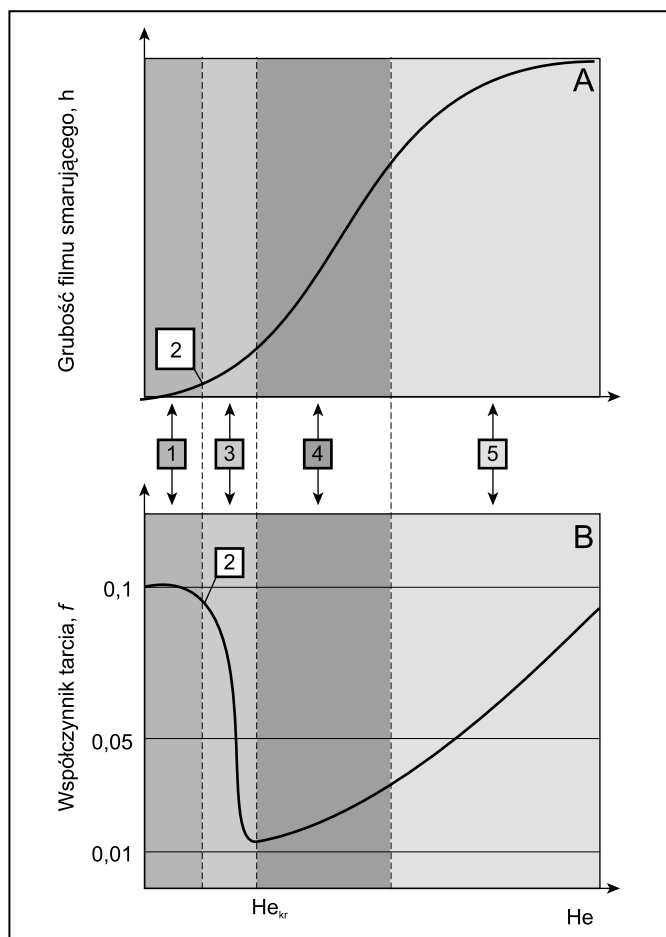 Grubość filmu smarującego, h
A
2
1
3
4
5
Współczynnik tarcia, f
B
2
0,1
0,05
0,01
He_kr
He